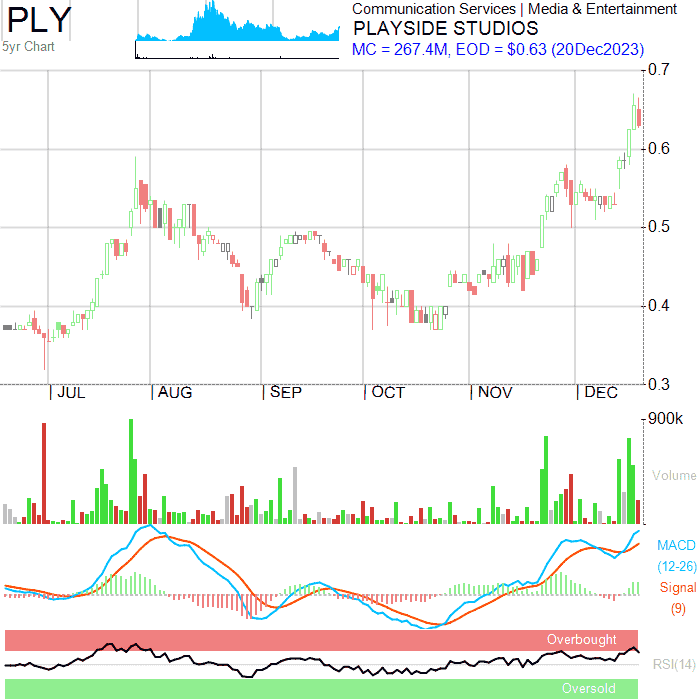 PLY
5yr Chart
Communication Services | Media & Entertainment
PLAYSIDE STUDIOS
MC = 267.4M, EOD = $0.63 (20Dec2023)
0.7
0.6
0.5
0.4
0.3
JUL AUG SEP OCT NOV DEC
900k
Volume
MACD
(12-26)
Signal
(9)
Overbought
RSI(14)
Oversold